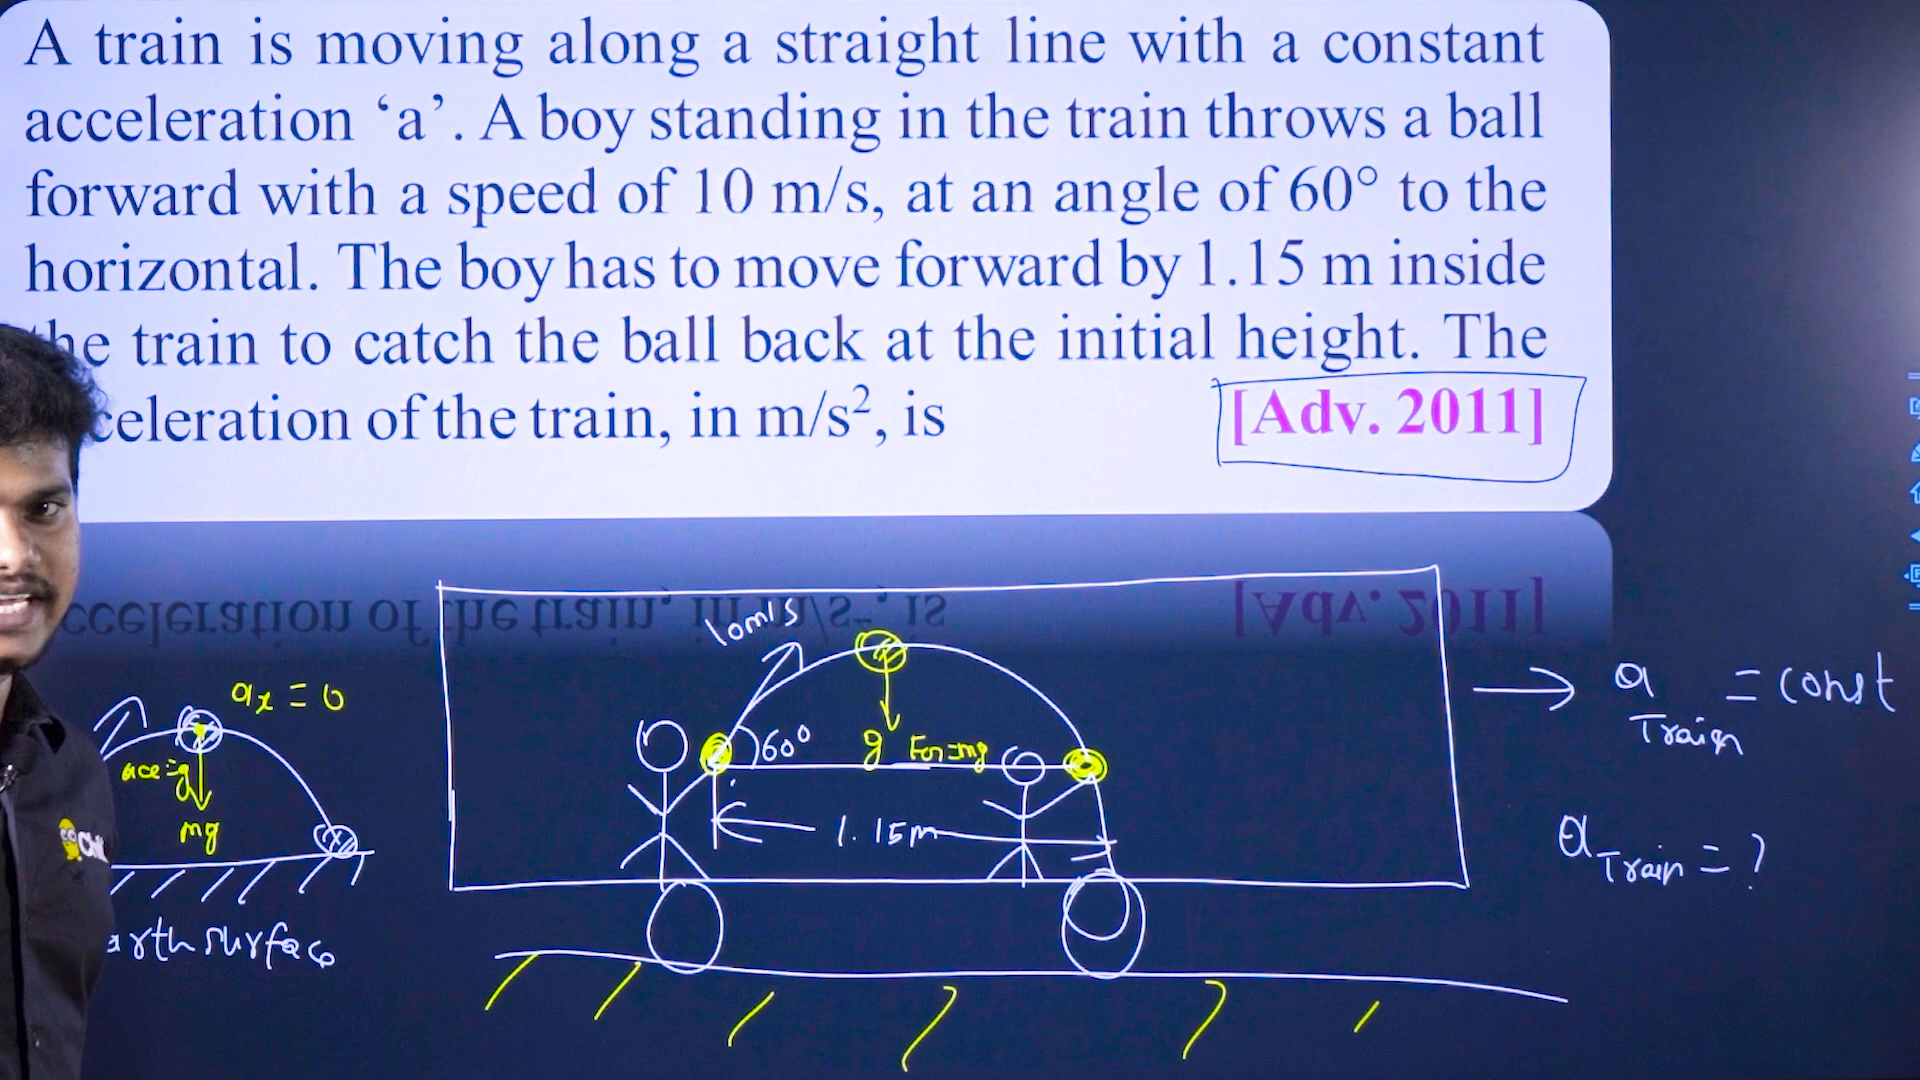 A train is moving along a straight line with a constant
acceleration ‘a’. A boy standing in the train throws a ball
forward with a speed of 10 m/s, at an angle of 60° to the
horizontal. The boy has to move forward by 1.15 m inside
the train to catch the ball back at the initial height. The
celeration of the train, in m/s², is [Adv. 2011]
10m/s
ax = 0
a Train = const
60°
g
For=mg
ace=g
mg
1.15m
a Train = ?
arth surface